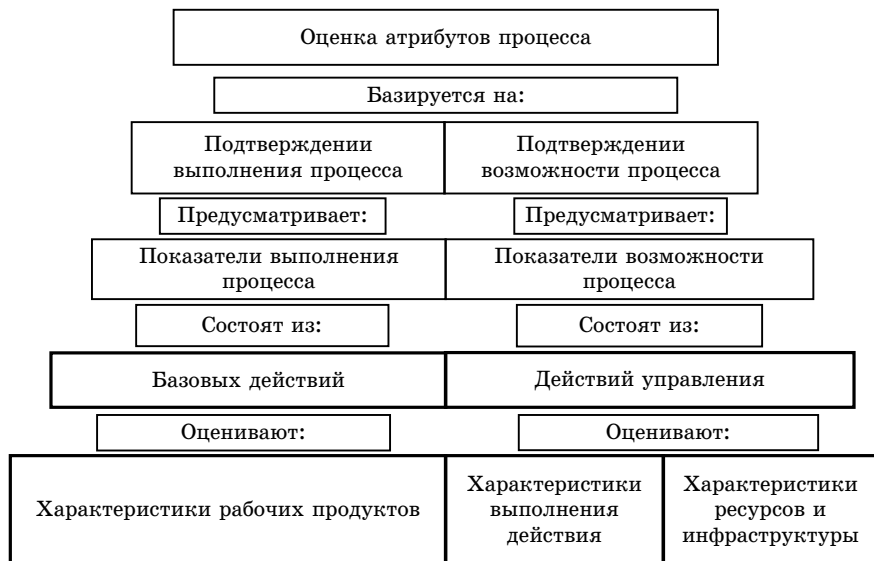 Оценка атрибутов процесса
Базируется на:
Подтверждении
выполнения процесса
Подтверждении
возможности процесса
Предусматривает:
Предусматривает:
Показатели выполнения
процесса
Показатели возможности
процесса
Состоят из:
Состоят из:
Базовых действий
Действий управления
Оценивают:
Оценивают:
Характеристики рабочих продуктов
Характеристики
выполнения
действия
Характеристики
ресурсов и
инфраструктуры